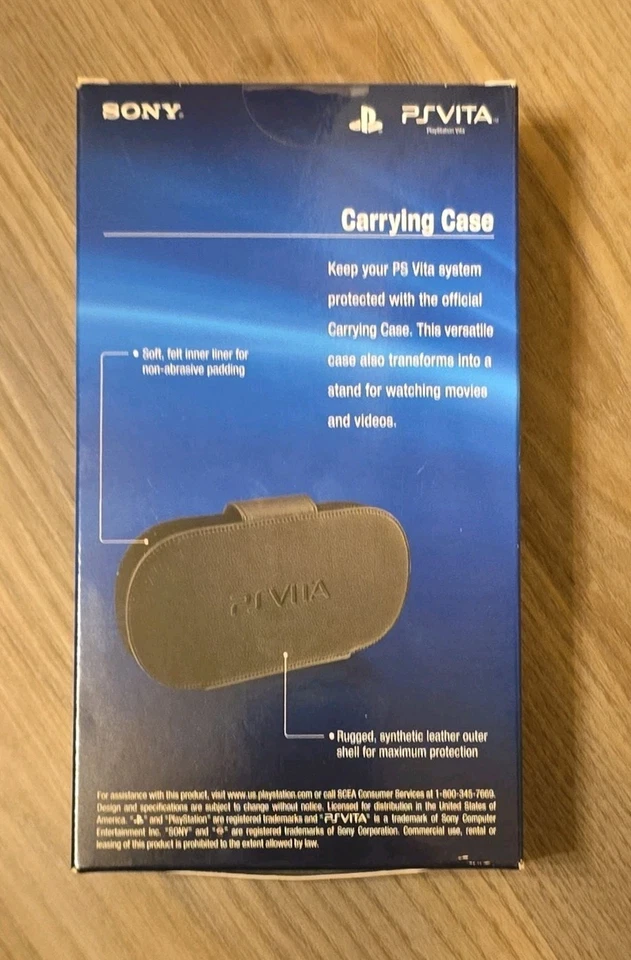 SONY®
PSVITA™
PlayStation Vita
Carrying Case
Keep your PS Vita system
protected with the official
Carrying Case. This versatile
case also transforms into a
stand for watching movies
and videos.
• Soft, felt inner liner for
non-abrasive padding
PSVITA
• Rugged, synthetic leather outer
shell for maximum protection
For assistance with this product, visit www.us.playstation.com or call SCEA Consumer Services at 1-800-345-7669.
Design and specifications are subject to change without notice. Licensed for distribution in the United States of
America. " " and "PlayStation" are registered trademarks and "PSVITA" is a trademark of Sony Computer
Entertainment Inc. "SONY" and " " are registered trademarks of Sony Corporation. Commercial use, rental or
leasing of this product is prohibited to the extent allowed by law.